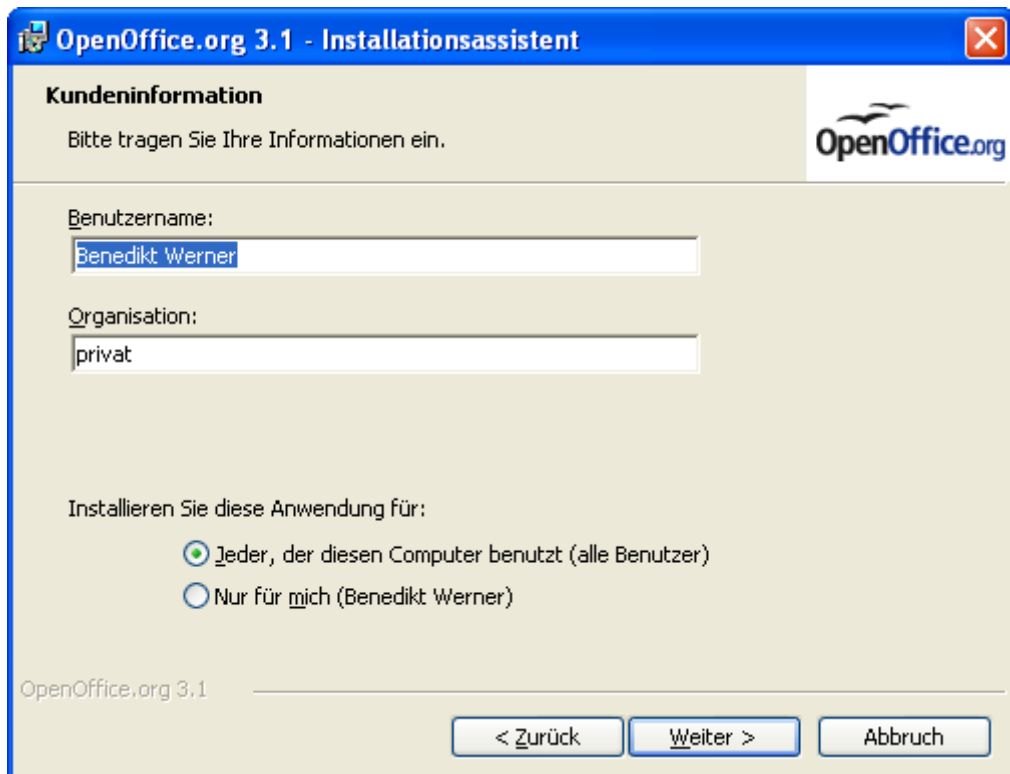 OpenOffice.org 3.1 - Installationsassistent
Kundeninformation
Bitte tragen Sie Ihre Informationen ein.
OpenOffice.org
Benutzername:
Benedikt Werner
Organisation:
privat
Installieren Sie diese Anwendung für:
Jeder, der diesen Computer benutzt (alle Benutzer)
Nur für mich (Benedikt Werner)
OpenOffice.org 3.1
< Zurück
Weiter >
Abbruch